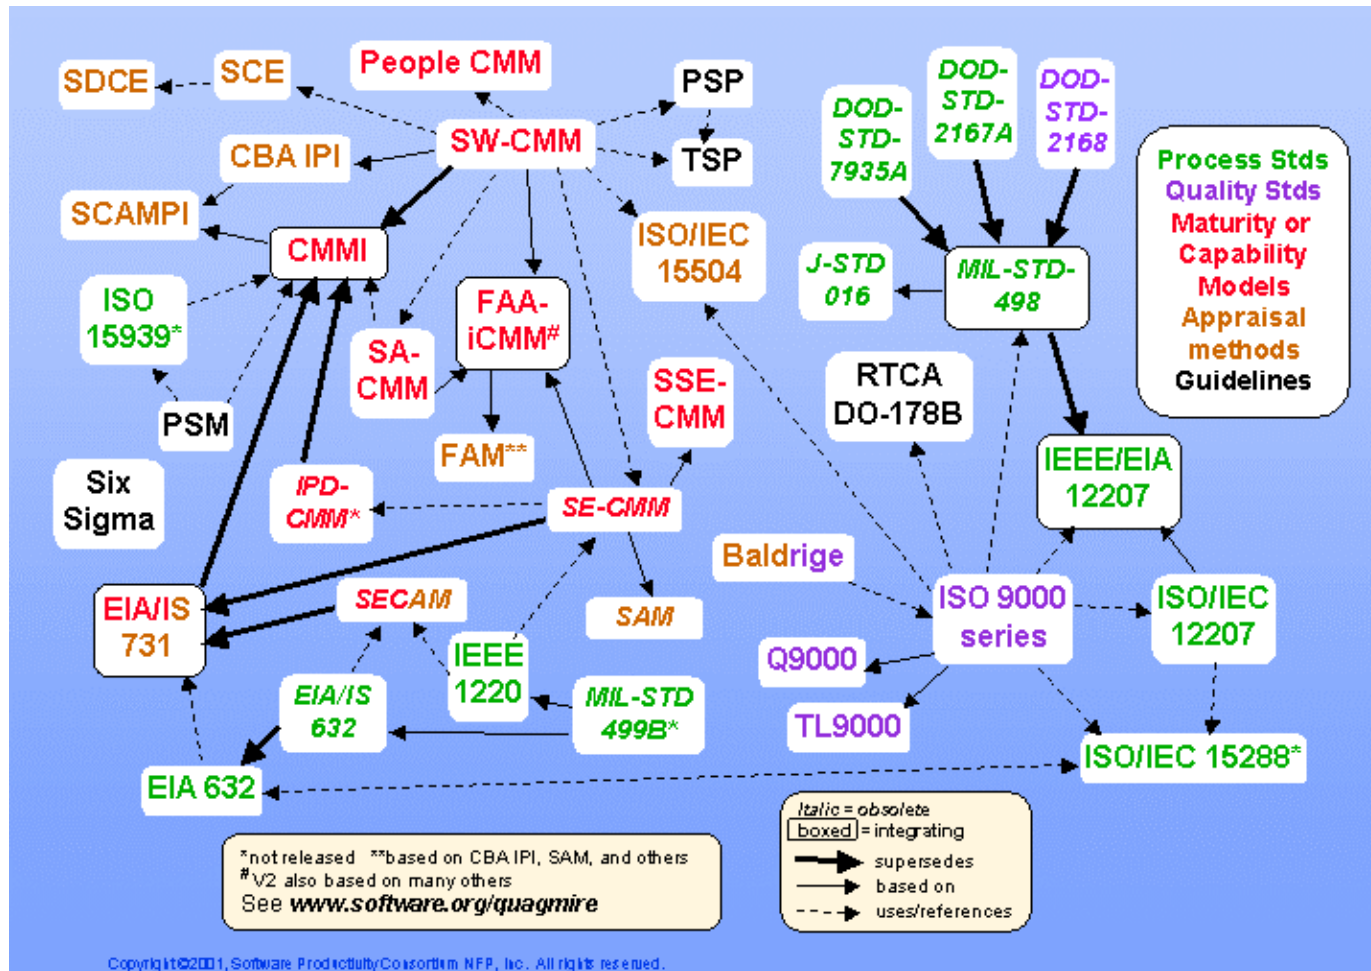 People CMM
PSP
SCE
SDCE
SW-CMM
TSP
CBA IPI
SCAMPI
CMMI
ISO/IEC
15504
DOD-
STD-
7935A
DOD-
STD-
2167A
DOD-
STD-
2168
Process Stds
Quality Stds
Maturity or
Capability
Models
Appraisal
methods
Guidelines
J-STD
016
MIL-STD-
498
ISO
15939*
FAA-
iCMM#
SA-
CMM
SSE-
CMM
RTCA
DO-178B
PSM
FAM**
IEEE/EIA
12207
Six
Sigma
IPD-
CMM*
SE-CMM
Baldrige
EIA/IS
731
SECAM
SAM
ISO 9000
series
ISO/IEC
12207
IEEE
1220
Q9000
EIA/IS
632
MIL-STD
499B*
TL9000
EIA 632
ISO/IEC 15288*
Italic = obsolete
boxed = integrating
supersedes
based on
uses/references
*not released **based on CBA IPI, SAM, and others
#V2 also based on many others
See www.software.org/quagmire
Copyright©2001, Software Productivity Consortium NFP, Inc. All rights reserved.